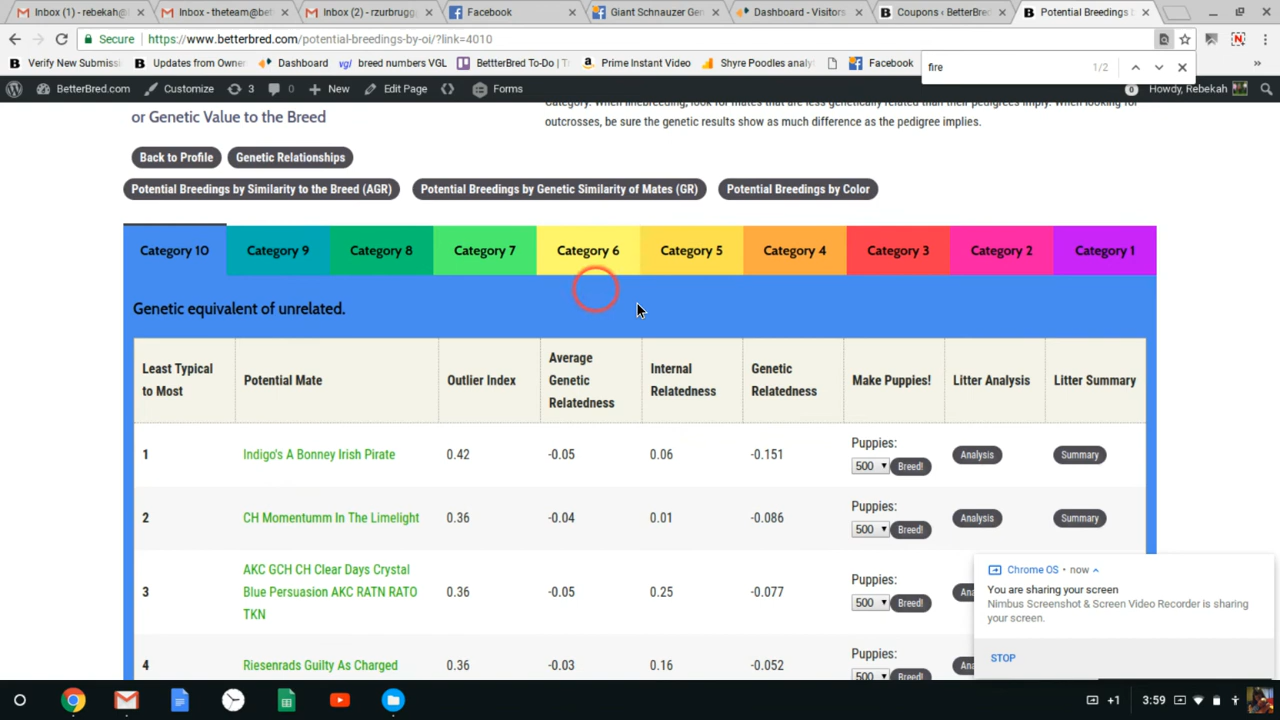 Inbox (1) - rebekah@
Inbox - theteam@bet
Inbox (2) - rzurbrugg
Facebook
Giant Schnauzer Gen
Dashboard - Visitors
Coupons ‹ BetterBred
Potential Breedings b
Secure
https://www.betterbred.com/potential-breedings-by-oi/?link=4010
Verify New Submissi
Updates from Owner
Dashboard
breed numbers VGL
BettterBred To-Do | T
Prime Instant Video
Shyre Poodles analy
Facebook
fire
1/2
BetterBred.com
Customize
3
1
New
Edit Page
Forms
0
Howdy, Rebekah
Category. When linebreeding, look for mates that are less genetically related than their pedigrees imply. When looking for
outcrosses, be sure the genetic results show as much difference as the pedigree implies.
or Genetic Value to the Breed
Back to Profile
Genetic Relationships
Potential Breedings by Similarity to the Breed (AGR)
Potential Breedings by Genetic Similarity of Mates (GR)
Potential Breedings by Color
Category 10
Category 9
Category 8
Category 7
Category 6
Category 5
Category 4
Category 3
Category 2
Category 1
Genetic equivalent of unrelated.
Least Typical to Most
Potential Mate
Outlier Index
Average Genetic Relatedness
Internal Relatedness
Genetic Relatedness
Make Puppies!
Litter Analysis
Litter Summary
1
Indigo's A Bonney Irish Pirate
0.42
-0.05
0.06
-0.151
Puppies:
500
Breed!
Analysis
Summary
2
CH Momentumm In The Limelight
0.36
-0.04
0.01
-0.086
Puppies:
500
Breed!
Analysis
Summary
3
AKC GCH CH Clear Days Crystal
Blue Persuasion AKC RATN RATO
TKN
0.36
-0.05
0.25
-0.077
Puppies:
500
Breed!
Ana
4
Riesenrads Guilty As Charged
0.36
-0.03
0.16
-0.052
Puppies:
500
Breed!
Ana
Chrome OS • now
You are sharing your screen
Nimbus Screenshot & Screen Video Recorder is sharing
your screen.
STOP
+1
3:59